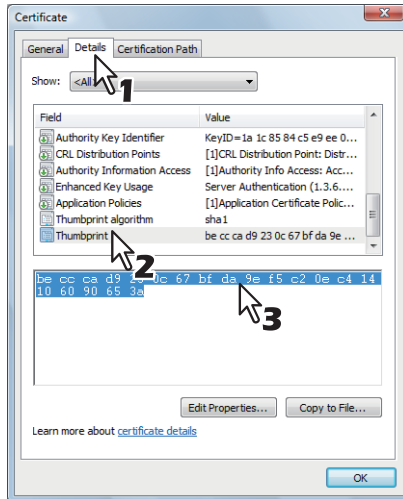 Certificate
General Details Certification Path
Show: <All>
1
Field Value
Authority Key Identifier KeyID=1a 1c 85 84 c5 e9 ee 0...
CRL Distribution Points [1]CRL Distribution Point: Distr...
Authority Information Access [1]Authority Info Access: Acc...
Enhanced Key Usage Server Authentication (1.3.6....
Application Policies [1]Application Certificate Polic...
Thumbprint algorithm sha1
Thumbprint be cc ca d9 23 0c 67 bf da 9e ...
2
be cc ca d9 23 0c 67 bf da 9e f5 c2 0e c4 14
10 60 90 65 3a
3
Edit Properties... Copy to File...
Learn more about certificate details
OK